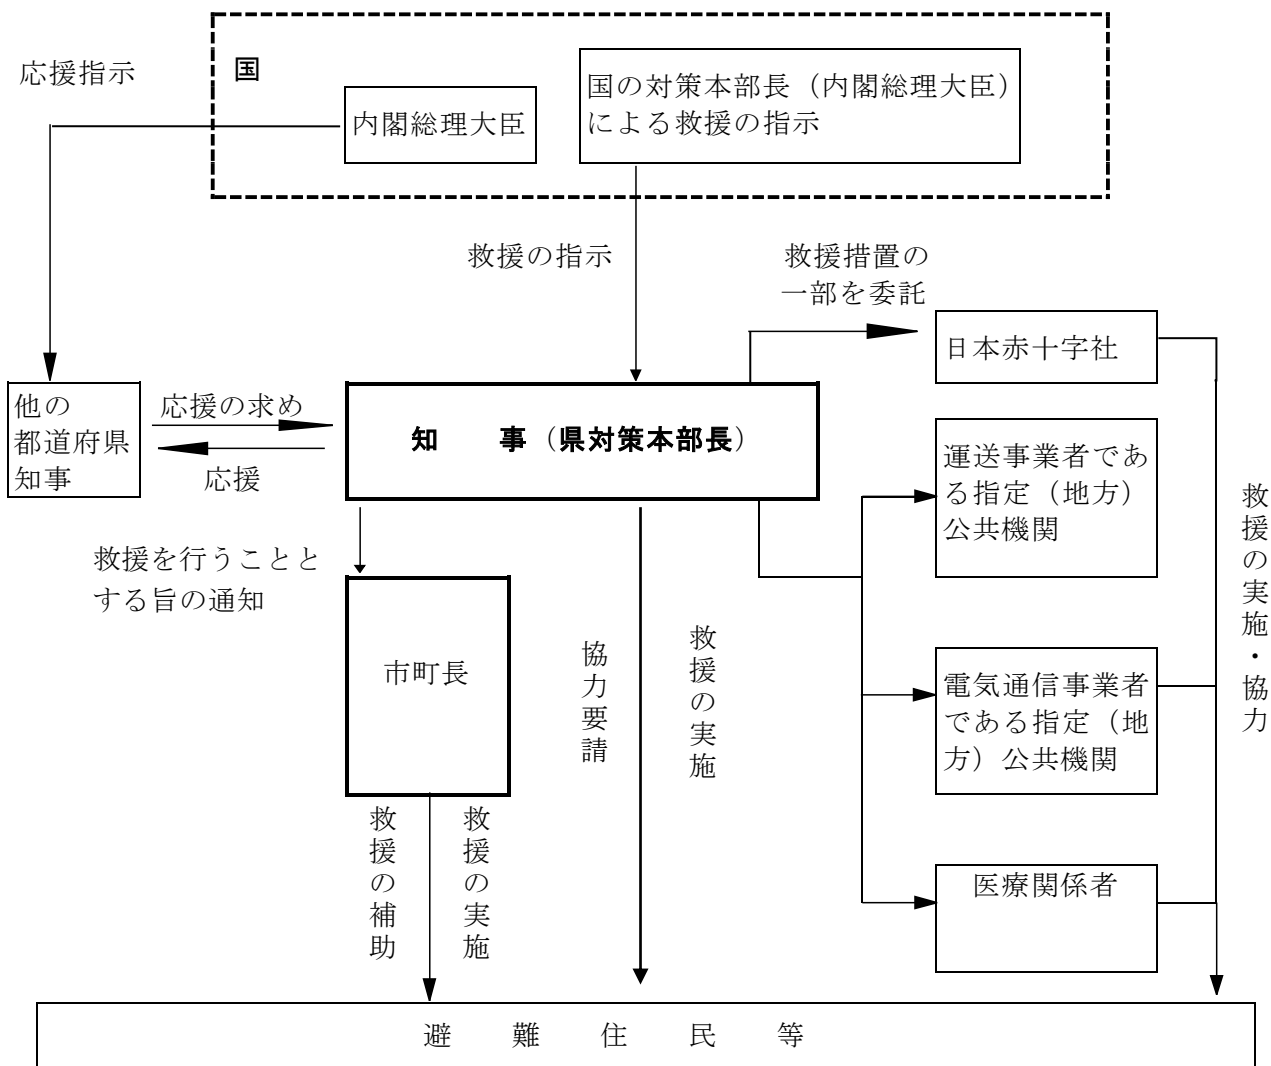 応援指示
国
内閣総理大臣
国の対策本部長（内閣総理大臣）
による救援の指示
救援の指示
救援措置の
一部を委託
日本赤十字社
他の
都道府県
知事
応援の求め
応援
知　事（県対策本部長）
運送事業者であ
る指定（地方）
公共機関
救援を行うことと
する旨の通知
市町長
協力要請
救援の実施
電気通信事業者
である指定（地
方）公共機関
救援の実施・協力
救援の補助
救援の実施
医療関係者
避難住民等